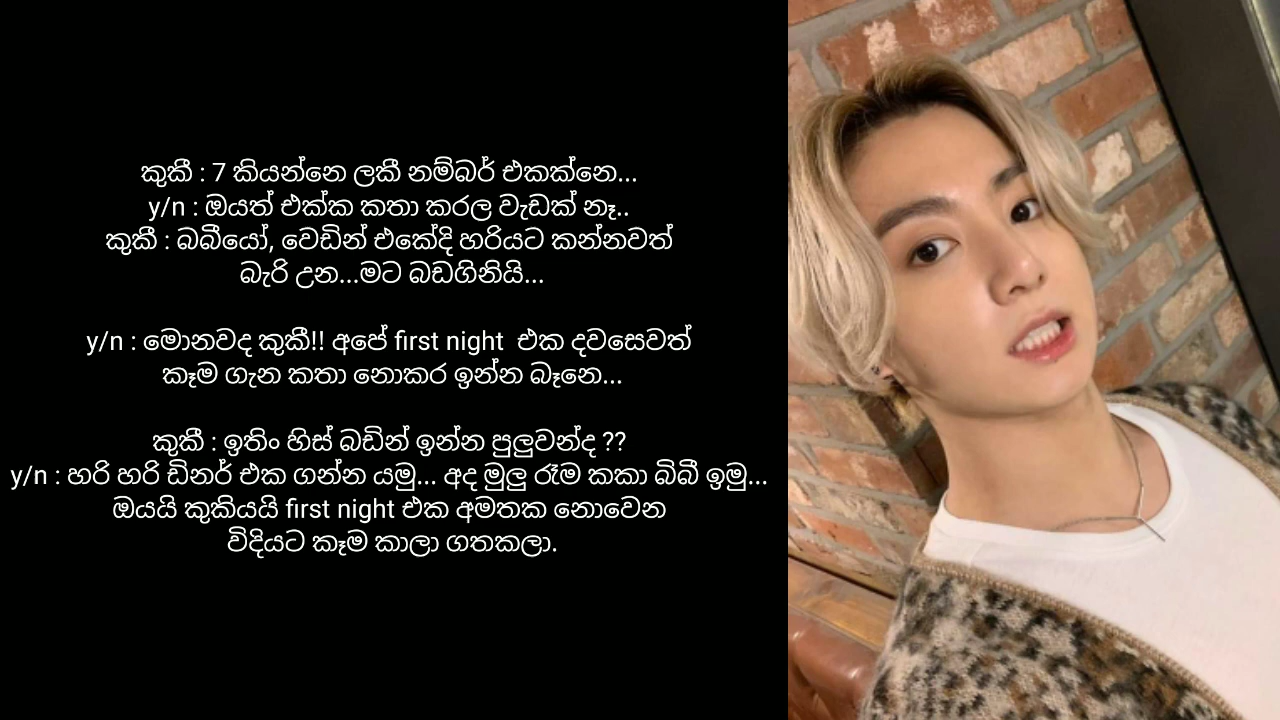 කුකී : 7 කියන්නෙ ලකී නම්බර් එකක්නෙ...
y/n : ඔයත් එක්ක කතා කරල වැඩක් නෑ..
කුකී : බබීයෝ, වෙඩින් එකේදි හරියට කන්නවත්
බැරි උන...මට බඩගිනියි...
y/n : මොනවද කුකී!! අපේ first night එක දවසෙවත්
කෑම ගැන කතා නොකර ඉන්න බෑනෙ...
කුකී : ඉතිං හිස් බඩින් ඉන්න පුලුවන්ද ??
y/n : හරි හරි ඩිනර් එක ගන්න යමු... අද මුලු රෑම කකා බිබී ඉමු...
ඔයයි කුකියයි first night එක අමතක නොවෙන
විදියට කෑම කාලා ගතකලා.